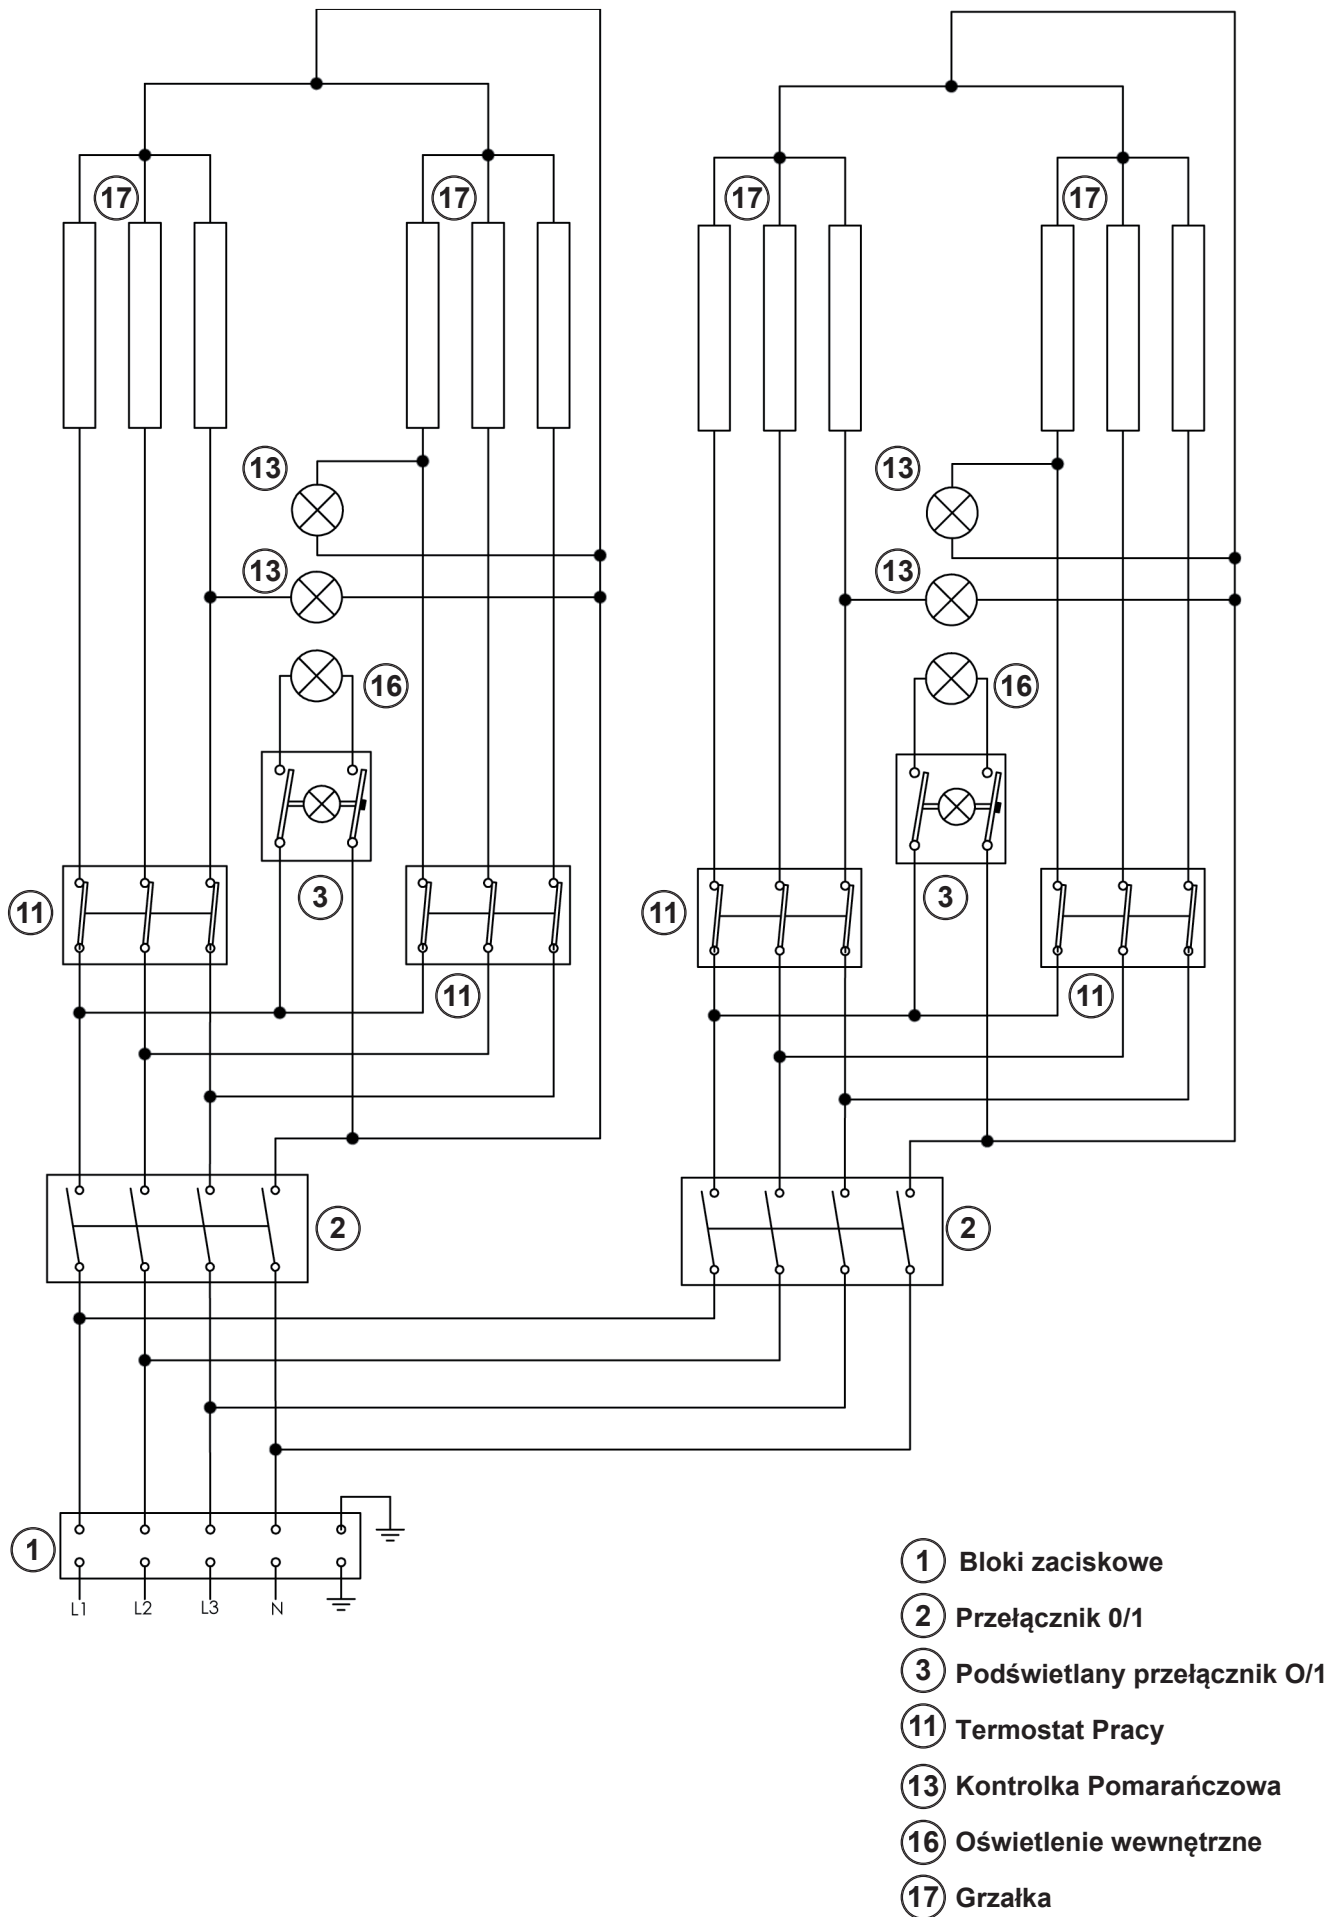 17 17 17 17
13 13
13 13
16 16
3 3
11 11
11 11
2 2
1
L1 L2 L3 N
1 Bloki zaciskowe
2 Przełącznik 0/1
3 Podświetlany przełącznik O/1
11 Termostat Pracy
13 Kontrolka Pomarańczowa
16 Oświetlenie wewnętrzne
17 Grzałka